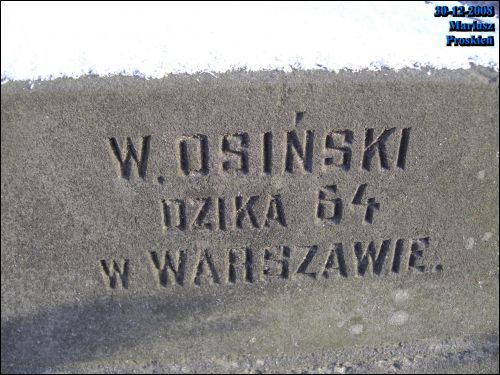 30-12-2008
Mariusz
Proskień
W. OSIŃSKI
DZIKA 64
W WARSZAWIE.